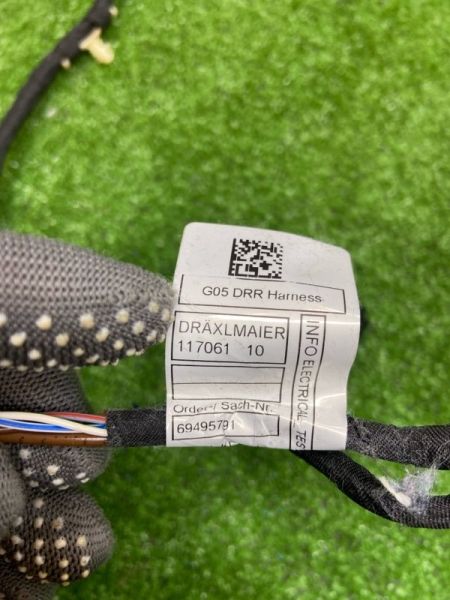 G05 DRR Harness
DRÄXLMAIER
117061 10
Order-/ Sach-Nr.
69495791
INFO ELECTRICAL TES